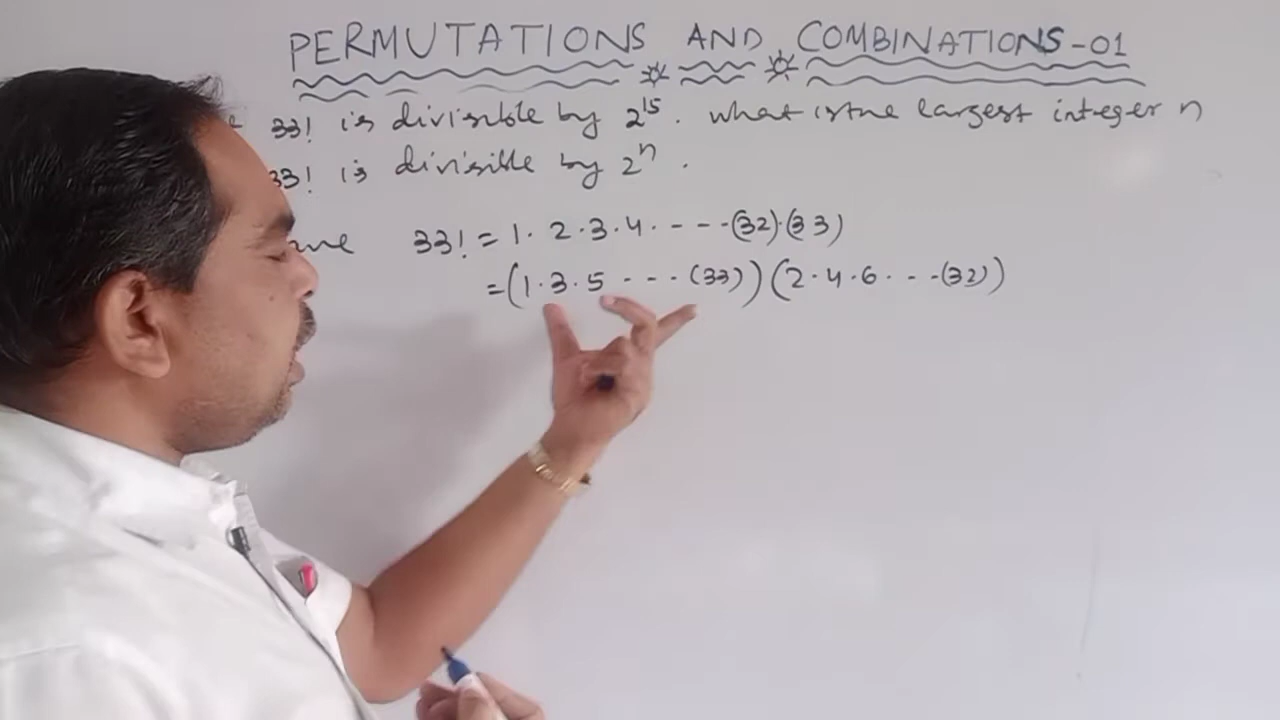 PERMUTATIONS AND COMBINATIONS-01
33! is divisible by 2^15. what is the largest integer n
33! is divisible by 2^n.
33! = 1·2·3·4·---(32)·(33)
=(1·3·5---(33))(2·4·6---(32))